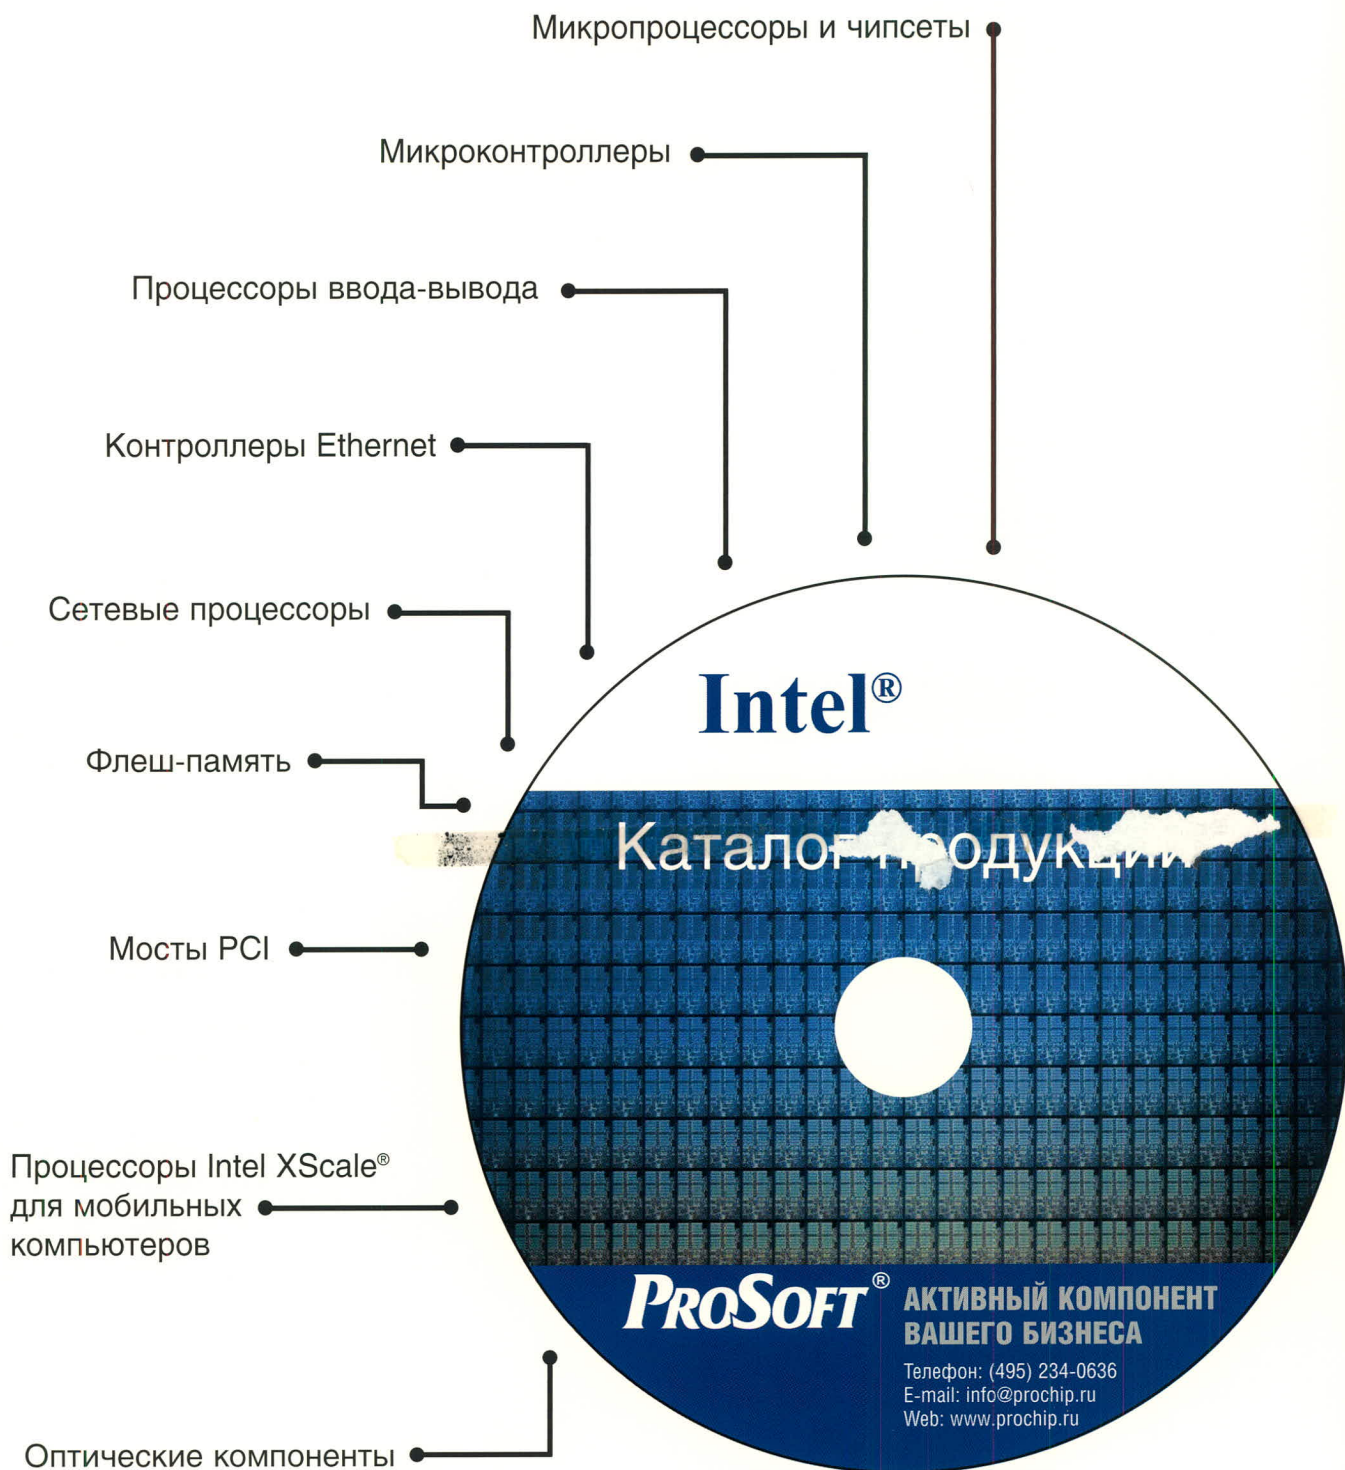 Микропроцессоры и чипсеты
Микроконтроллеры
Процессоры ввода-вывода
Контроллеры Ethernet
Сетевые процессоры
Флеш-память
Мосты PCI
Процессоры Intel XScale®
для мобильных
компьютеров
Оптические компоненты
Intel®
Каталог продукции
PROSOFT®
АКТИВНЫЙ КОМПОНЕНТ
ВАШЕГО БИЗНЕСА
Телефон: (495) 234-0636
E-mail: info@prochip.ru
Web: www.prochip.ru